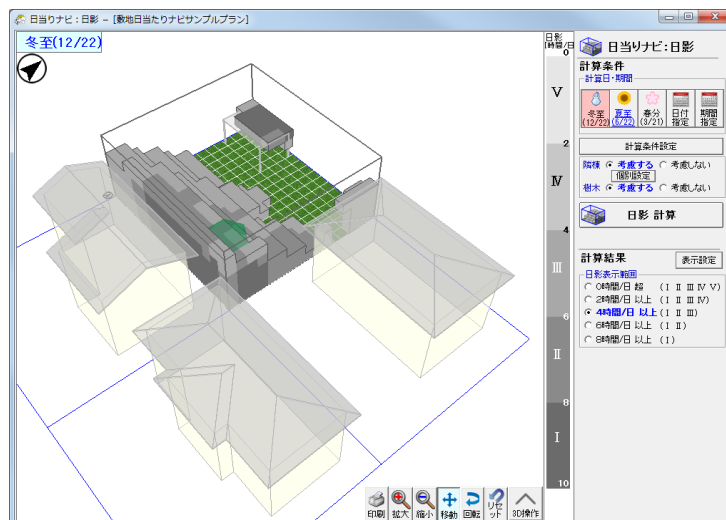 日当りナビ:日影 - [敷地日当たりナビサンプルプラン]
冬至(12/22)
日影
[時間/日]
0
Ⅴ
2
Ⅳ
4
Ⅲ
6
Ⅱ
8
Ⅰ
10
印刷
拡大
縮小
移動
回転
リセット
3D操作
日当りナビ:日影
計算条件
計算日・期間
冬至
(12/22)
夏至
(6/22)
春分
(3/21)
日付
指定
期間
指定
計算条件設定
隣棟 考慮する 考慮しない
個別設定
樹木 考慮する 考慮しない
日影 計算
計算結果 表示設定
日影表示範囲
0時間/日 超 (Ⅰ Ⅱ Ⅲ Ⅳ Ⅴ)
2時間/日 以上 (Ⅰ Ⅱ Ⅲ Ⅳ)
4時間/日 以上 (Ⅰ Ⅱ Ⅲ)
6時間/日 以上 (Ⅰ Ⅱ)
8時間/日 以上 (Ⅰ)